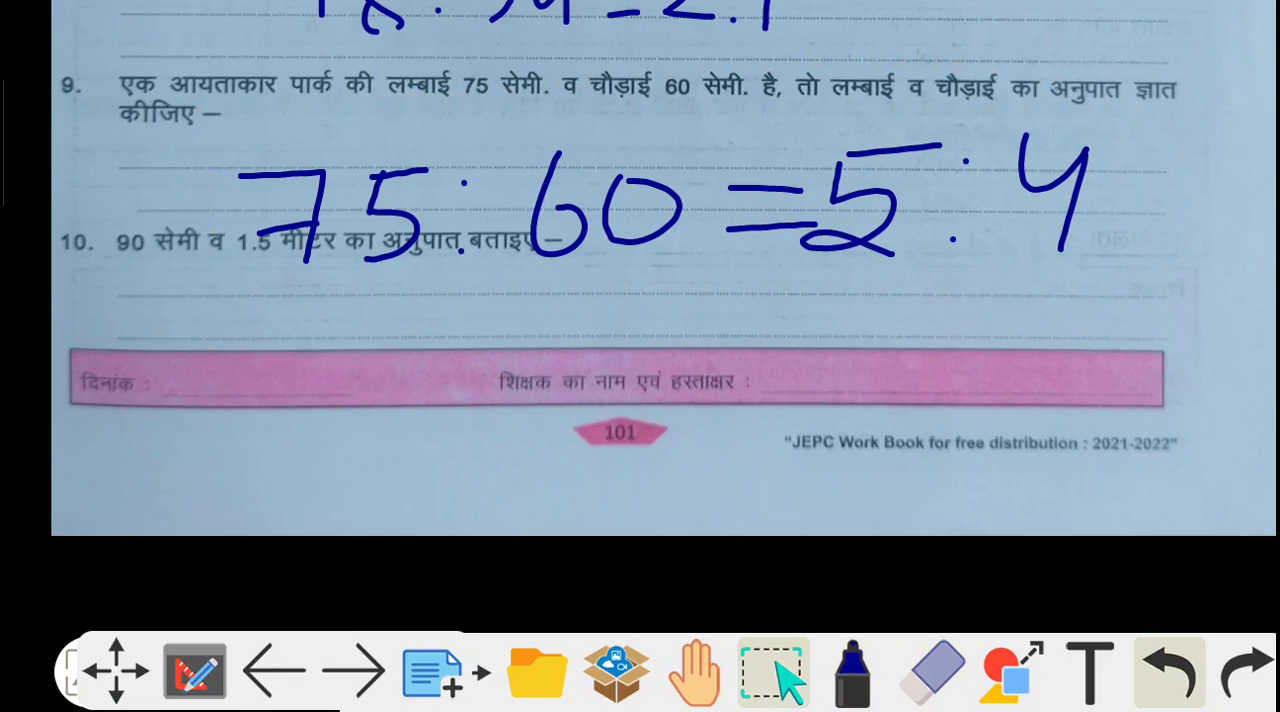 9. एक आयताकार पार्क की लम्बाई 75 सेमी. व चौड़ाई 60 सेमी. है, तो लम्बाई व चौड़ाई का अनुपात ज्ञात
कीजिए –
75 : 60 = 5 : 4
10. 90 सेमी व 1.5 मीटर का अनुपात बताइए –
दिनांक : शिक्षक का नाम एवं हस्ताक्षर :
101
"JEPC Work Book for free distribution : 2021-2022"